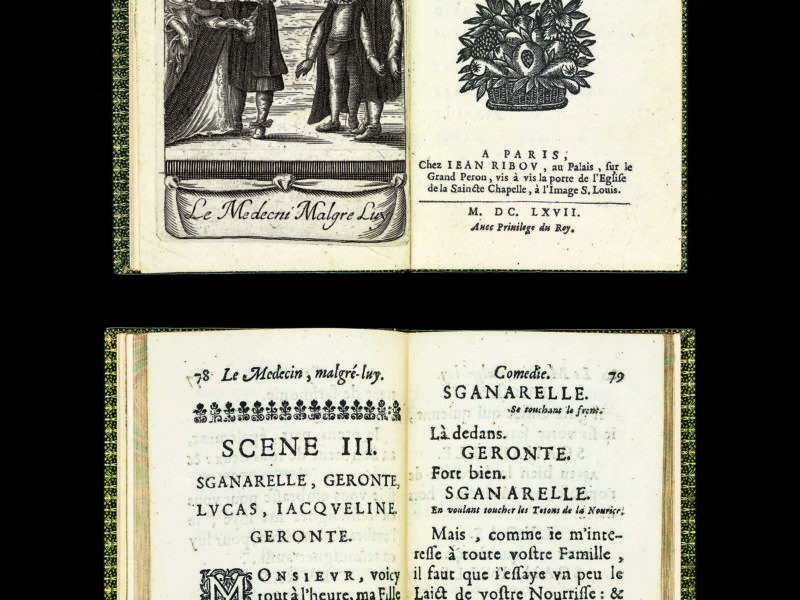 Le Medecni Malgre Luy
A PARIS,
Chez IEAN RIBOV, au Palais, ſur le
Grand Peron, vis à vis la porte de l'Egliſe
de la Saincte Chapelle, à l'Image S. Louis.
M. DC. LXVII.
Auec Priuilege du Roy.
78 Le Medecin, malgré-luy.
SCENE III.
SGANARELLE, GERONTE,
LVCAS, IACQVELINE.
GERONTE.
MONSIEVR, voicy
tout à l'heure, ma Fille
Comedie. 79
SGANARELLE.
Se touchant le front.
Là dedans.
GERONTE.
Fort bien.
SGANARELLE.
En voulant toucher les Tetons de la Nourice.
Mais, comme ie m'inte-
reſſe à toute voſtre Famille,
il faut que i'eſſaye vn peu le
Laict de voſtre Nourriſſe: &